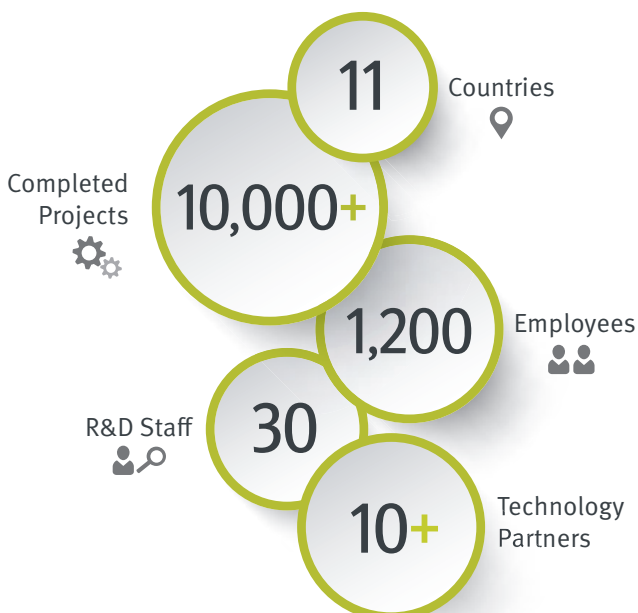 11
Countries
Completed
Projects
10,000+
1,200
Employees
R&D Staff
30
10+
Technology
Partners